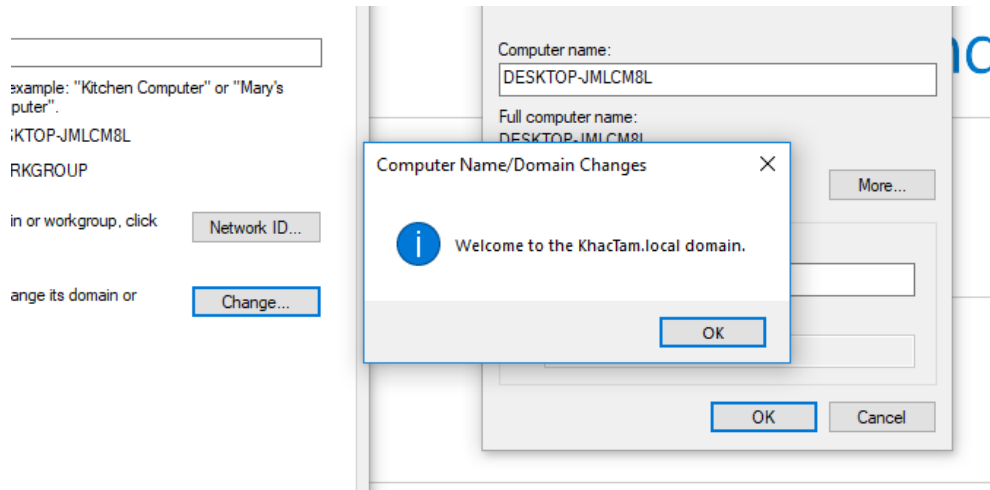 example: "Kitchen Computer" or "Mary's
puter".
KTOP-JMLCM8L
RKGROUP
in or workgroup, click
Network ID...
ange its domain or
Change...
Computer name:
DESKTOP-JMLCM8L
Full computer name:
DESKTOP-JMLCM8L
More...
Computer Name/Domain Changes
Welcome to the KhacTam.local domain.
OK
OK
Cancel